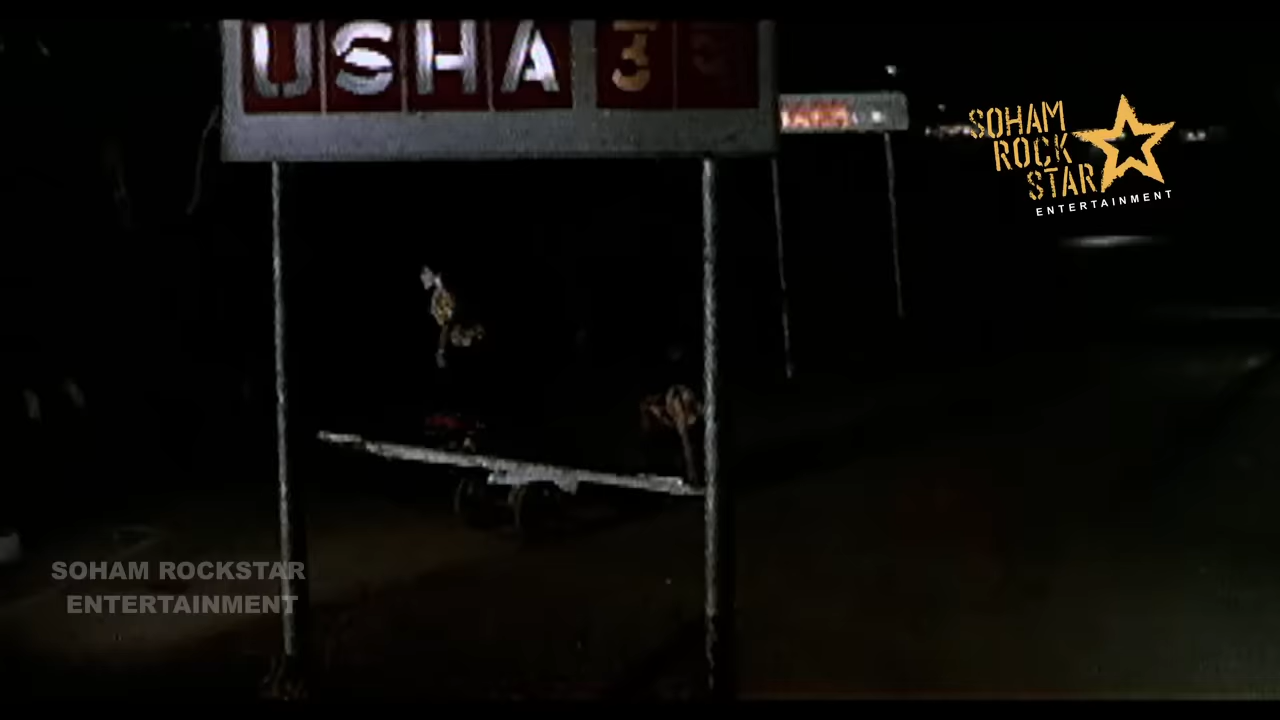 USHA 3
SOHAM
ROCK
STAR
ENTERTAINMENT
SOHAM ROCKSTAR
ENTERTAINMENT